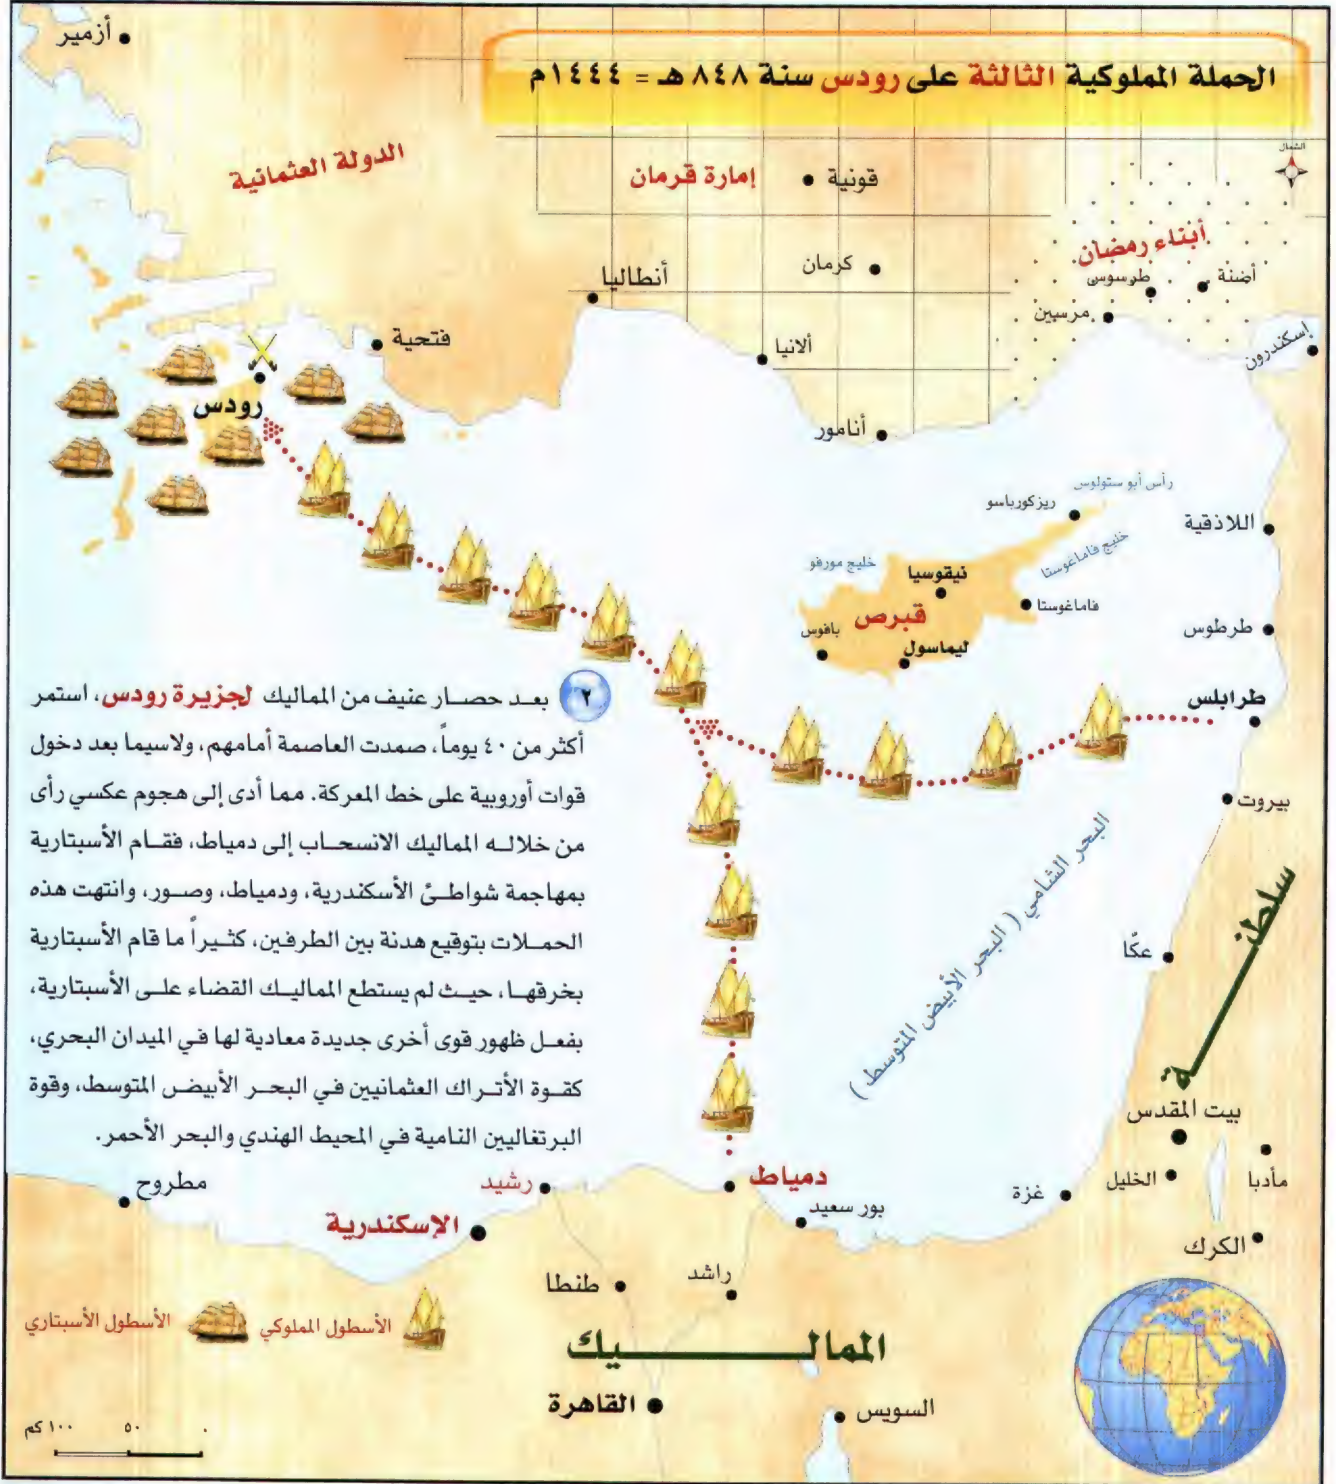 الحملة المملوكية الثالثة على رودس سنة ٨٤٨ هـ = ١٤٤٤م
الشمال
أزمير
الدولة العثمانية
إمارة قرمان
قونية
أبناء رمضان
كرمان
طرسوس
أضنة
أنطاليا
مرسين
إسكندرون
فتحية
ألانيا
رودس
أنامور
رأس أبو ستولوس
ريزكورباسو
اللاذقية
خليج فاماغوستا
خليج مورفو
نيقوسيا
فاماغوستا
قبرص
بافوس
ليماسول
طرطوس
طرابلس
بيروت
٢ بعد حصار عنيف من المماليك لجزيرة رودس، استمر
أكثر من ٤٠ يوماً، صمدت العاصمة أمامهم، ولاسيما بعد دخول
قوات أوروبية على خط المعركة. مما أدى إلى هجوم عكسي رأى
من خلاله المماليك الانسحاب إلى دمياط، فقام الأسبتارية
بمهاجمة شواطئ الأسكندرية، ودمياط، وصور، وانتهت هذه
الحملات بتوقيع هدنة بين الطرفين، كثيراً ما قام الأسبتارية
بخرقها، حيث لم يستطع المماليك القضاء على الأسبتارية،
بفعل ظهور قوى أخرى جديدة معادية لها في الميدان البحري،
كقوة الأتراك العثمانيين في البحر الأبيض المتوسط، وقوة
البرتغاليين النامية في المحيط الهندي والبحر الأحمر.
البحر الشامي ( البحر الأبيض المتوسط )
سلطنة
عكّا
بيت المقدس
الخليل
مأدبا
غزة
الكرك
مطروح
رشيد
دمياط
الإسكندرية
بور سعيد
طنطا
راشد
المماليك
القاهرة
السويس
الأسطول المملوكي
الأسطول الأسبتاري
٠ ٥٠ ١٠٠ كم